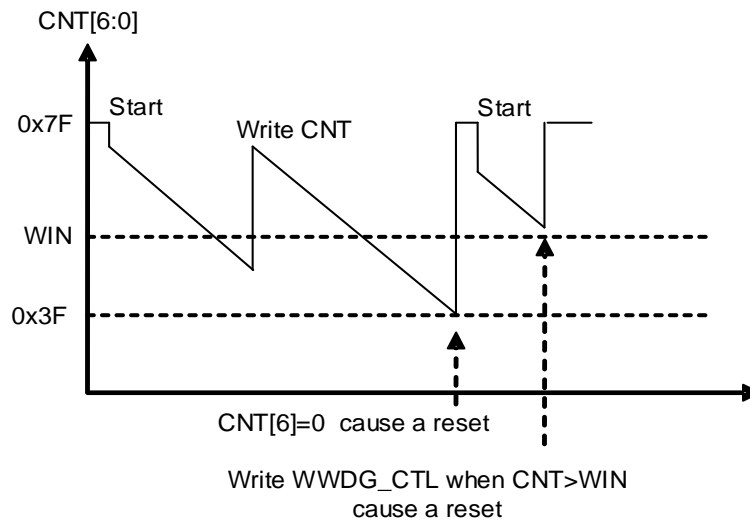 CNT[6:0]
Start
Start
0x7F
Write CNT
WIN
0x3F
CNT[6]=0 cause a reset
Write WWDG_CTL when CNT>WIN
cause a reset